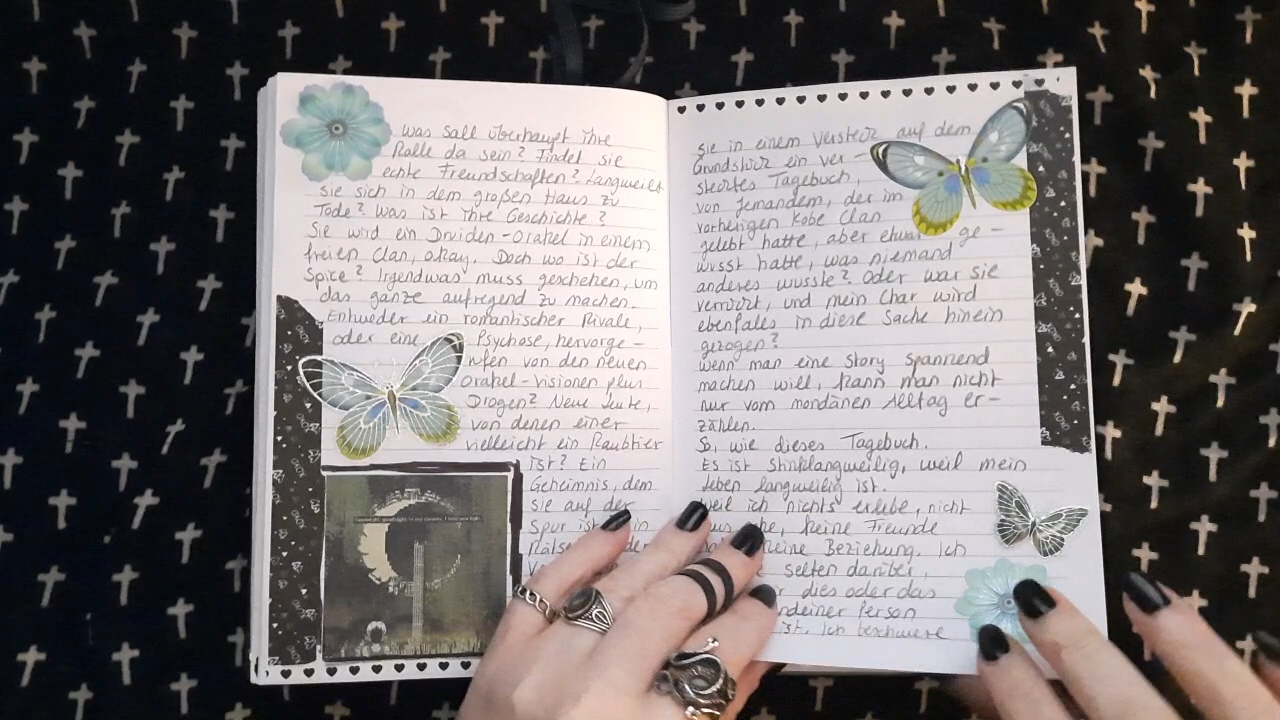 Was soll überhaupt ihre
Rolle da sein? Findet sie
echte Freundschaften? Langweilt
sie sich in dem großen Haus zu
Tode? Was ist ihre Geschichte?
Sie wird ein Druiden-Orakel in einem
freien Clan, okay. Doch wo ist der
Spice? Irgendwas muss geschehen, um
das ganze aufregend zu machen.
Entweder ein romantischer Rivale,
oder eine Psychose, hervorge-
rufen von den neuen
Orakel-Visionen plus
Drogen? Neue Leute,
von denen einer
vielleicht ein Raubtier
ist? Ein
Geheimnis, dem
sie auf der
Spur ist
sie in einem Versteck auf dem
Grundstück ein ver-
stecktes Tagebuch,
von Jemandem, der im
vorherigen Kobe Clan
gelebt hatte, aber etwas ge-
wusst hatte, was niemand
anderes wusste? Oder war sie
verrückt, und mein Char wird
ebenfalls in diese Sache hinein
gezogen?
Wenn man eine Story spannend
machen will, kann man nicht
nur vom mondänen Alltag er-
zählen.
So, wie dieses Tagebuch.
Es ist stinklangweilig, weil mein
Leben langweilig ist.
Weil ich nichts erlebe, nicht
keine Freunde
keine Beziehung. Ich
selten darüber,
dies oder das
Person
ist. Ich beschwere